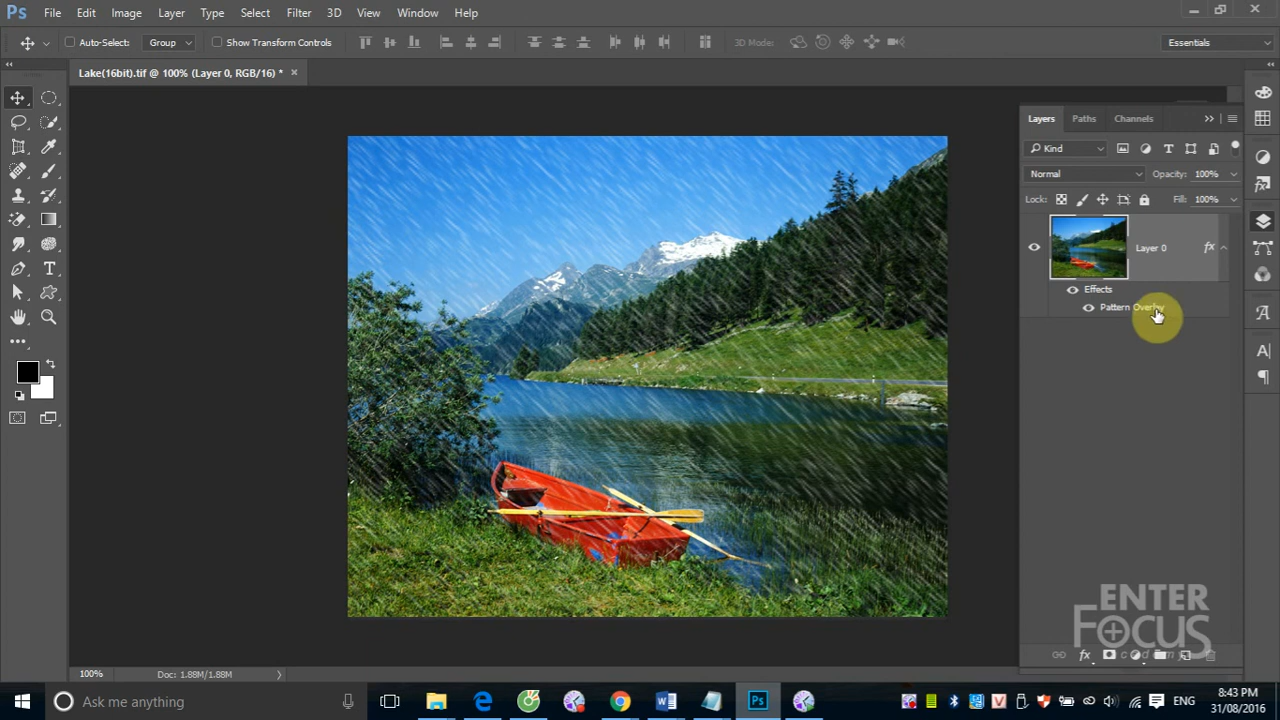 Ps File Edit Image Layer Type Select Filter 3D View Window Help
Auto-Select: Group Show Transform Controls 3D Mode: Essentials
Lake(16bit).tif @ 100% (Layer 0, RGB/16) *
Layers Paths Channels
Kind
Normal Opacity: 100%
Lock: Fill: 100%
Layer 0 fx
Effects
Pattern Overlay
ENTER
FOCUS
academy
100% Doc: 1.88M/1.88M
Ask me anything
ENG
8:43 PM
31/08/2016